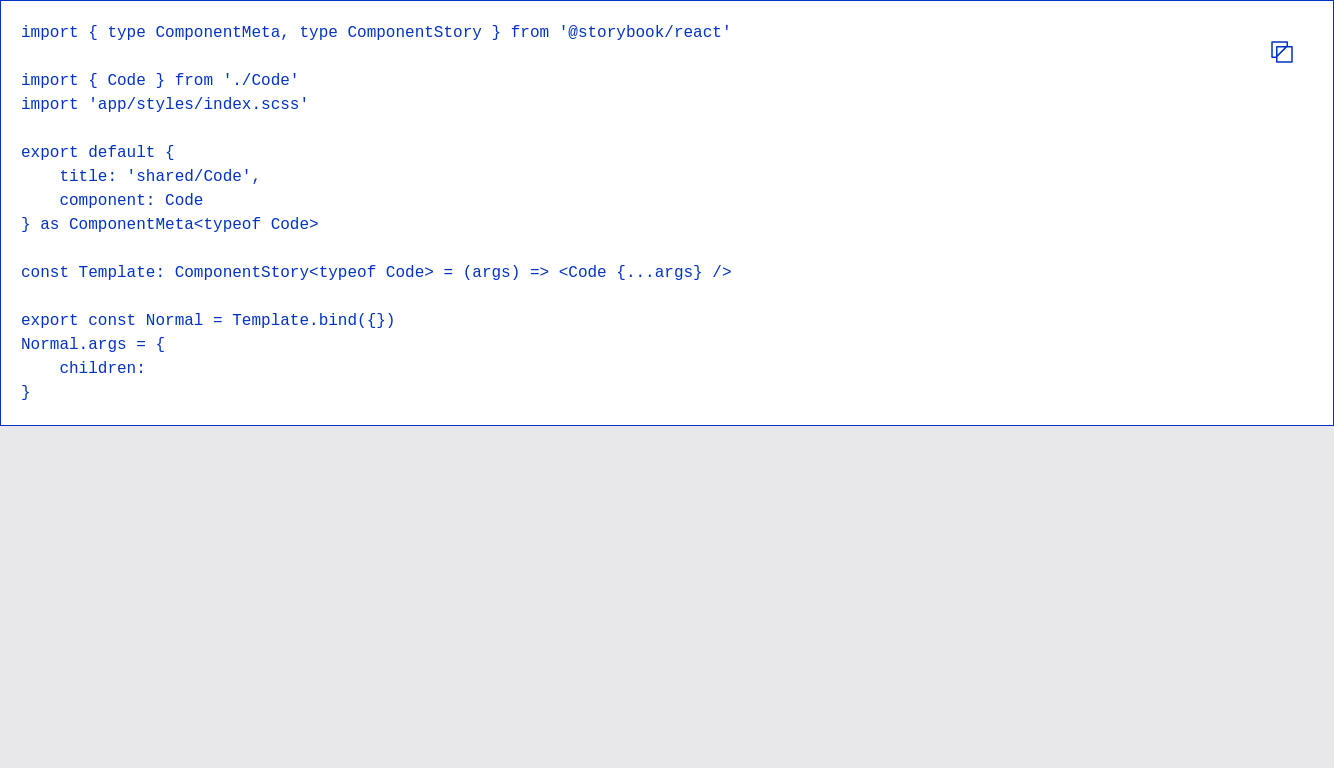 import { type ComponentMeta, type ComponentStory } from '@storybook/react'

import { Code } from './Code'
import 'app/styles/index.scss'

export default {
    title: 'shared/Code',
    component: Code
} as ComponentMeta<typeof Code>

const Template: ComponentStory<typeof Code> = (args) => <Code {...args} />

export const Normal = Template.bind({})
Normal.args = {
    children:
}